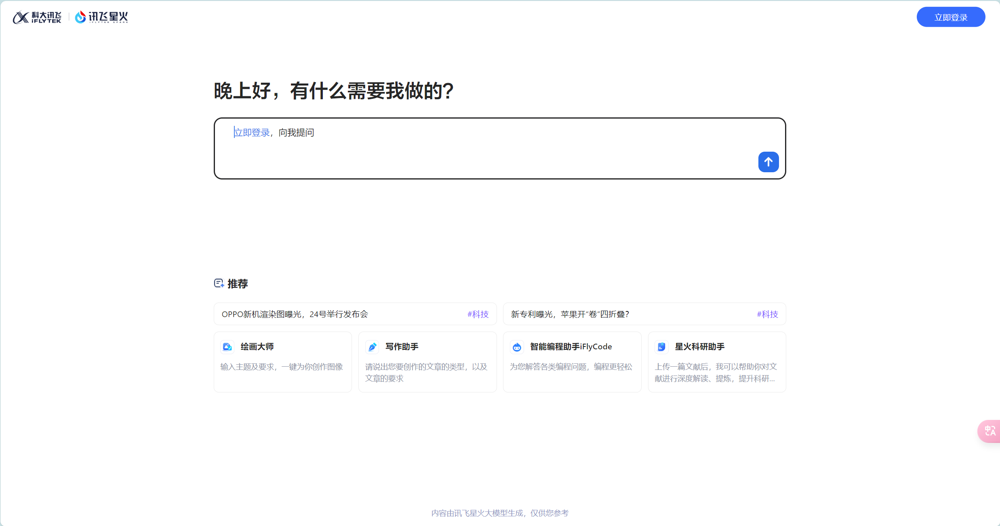 科大讯飞
iFLYTEK
讯飞星火
IFLYTEK SPARK
立即登录
晚上好，有什么需要我做的？
立即登录，向我提问
推荐
OPPO新机渲染图曝光，24号举行发布会 #科技
新专利曝光，苹果开“卷”四折叠？ #科技
绘画大师
输入主题及要求，一键为你创作图像
写作助手
请说出您要创作的文章的类型，以及
文章的要求
智能编程助手iFlyCode
为您解答各类编程问题，编程更轻松
星火科研助手
上传一篇文献后，我可以帮助你对文
献进行深度解读、提炼，提升科研...
中A
内容由讯飞星火大模型生成，仅供您参考